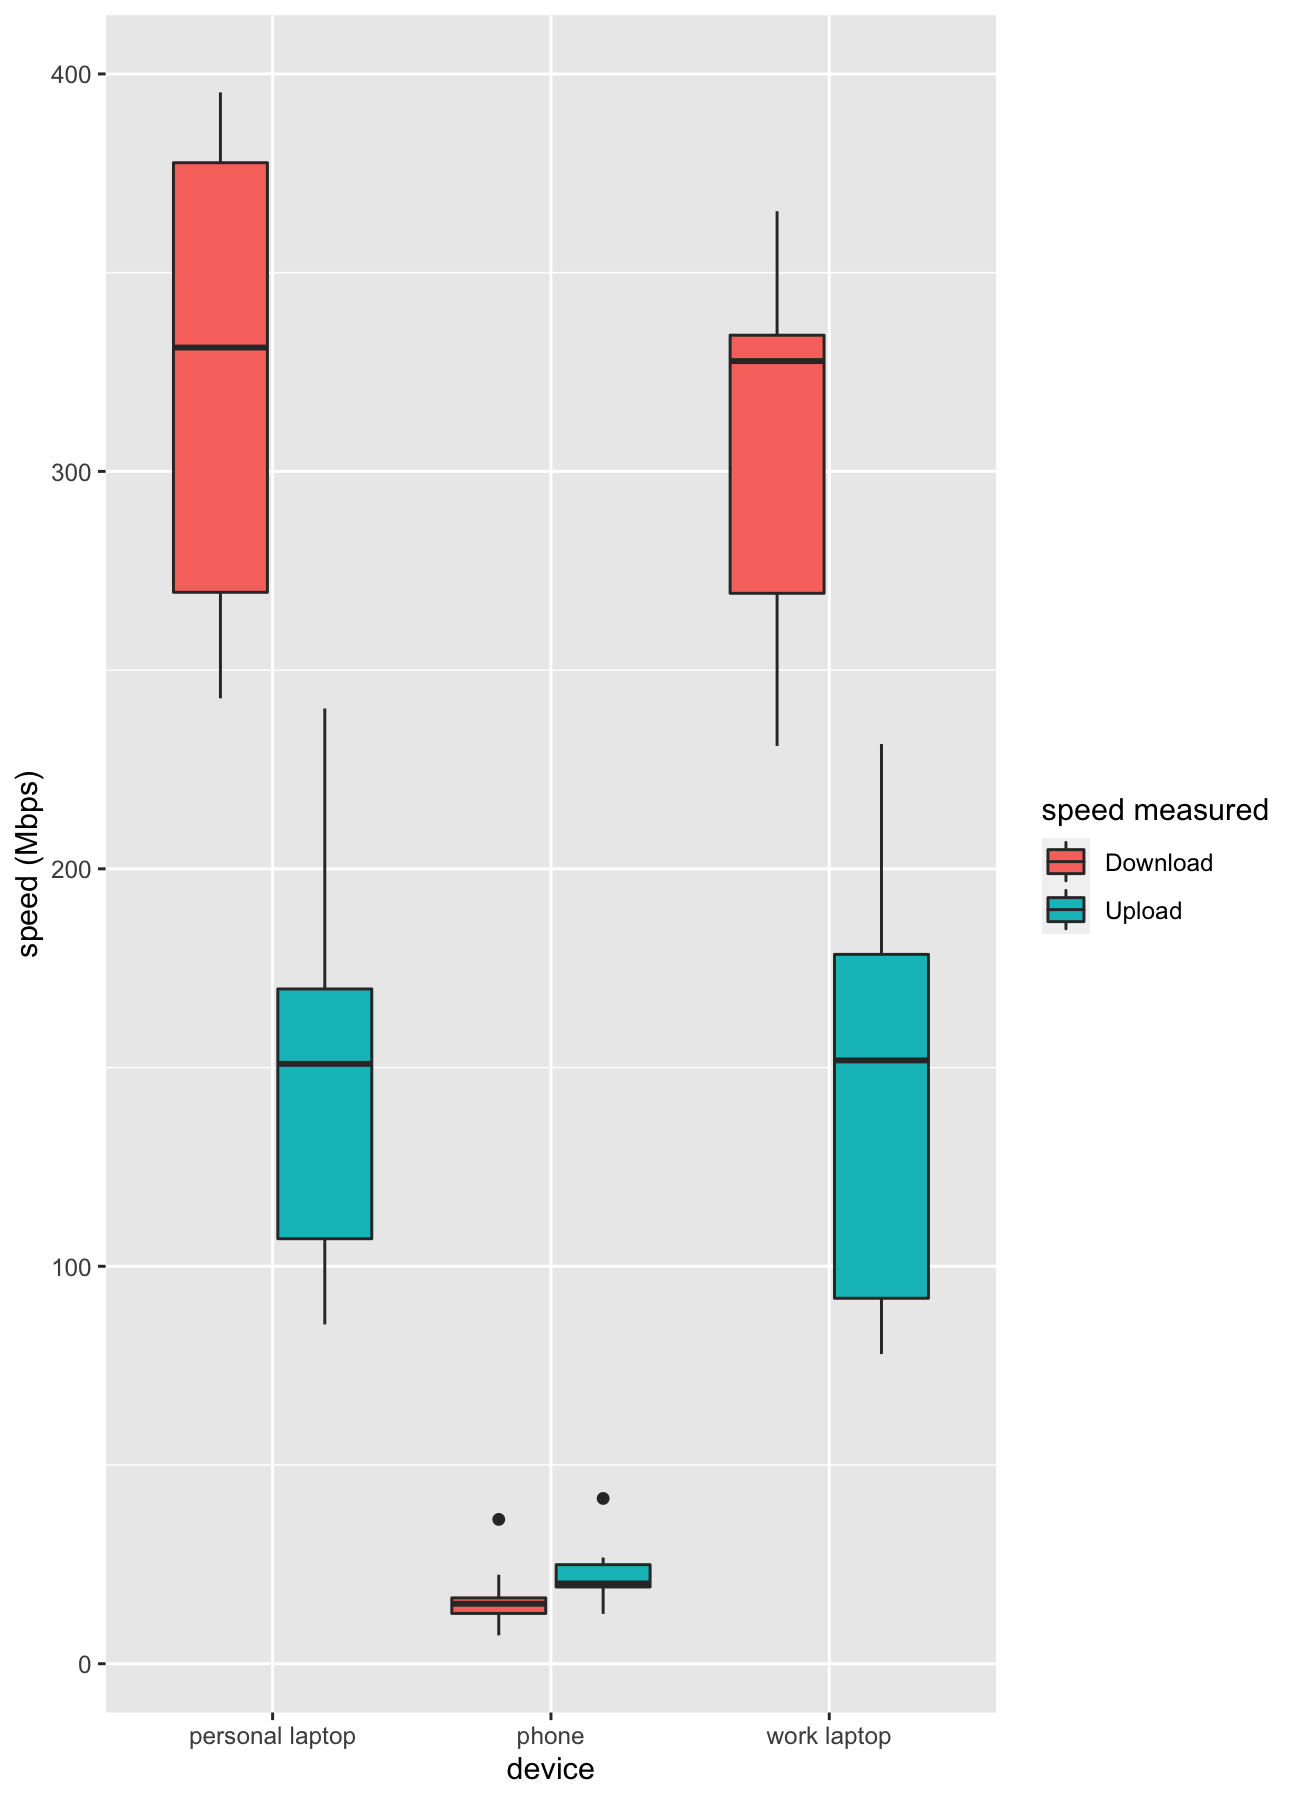 speed (Mbps)
400
300
200
100
0
personal laptop
phone
work laptop
device
speed measured
Download
Upload